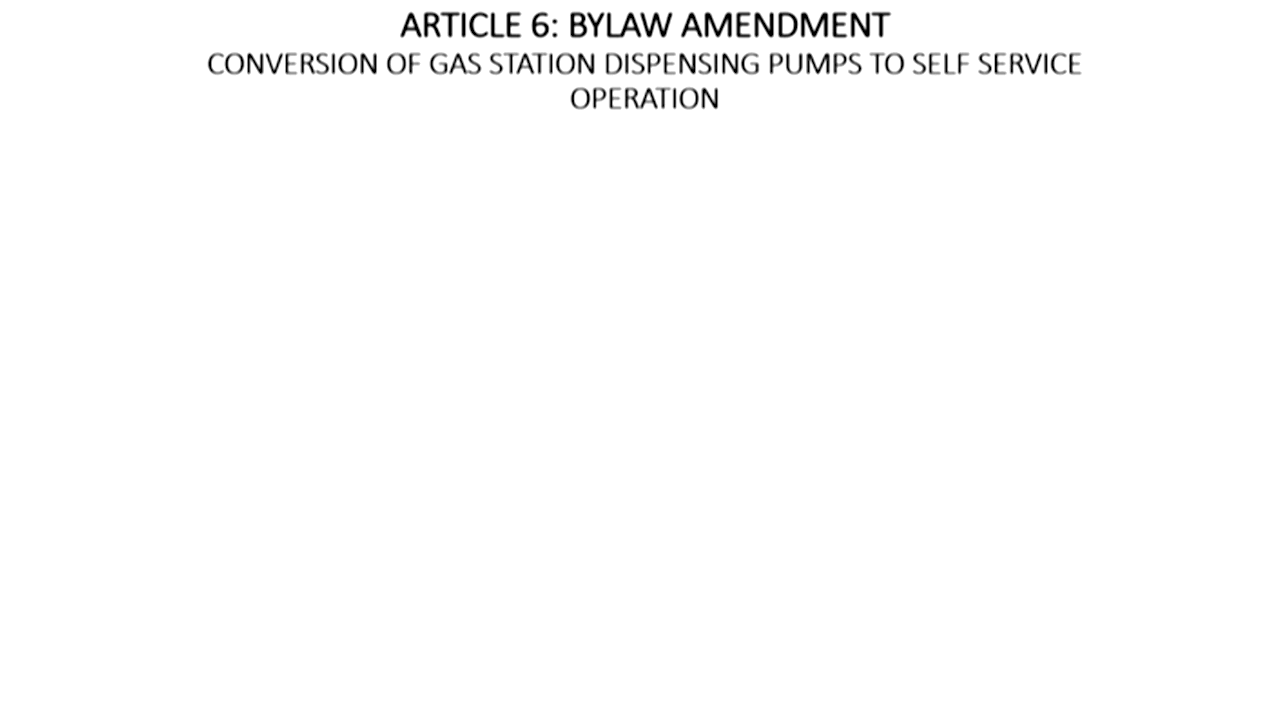 ARTICLE 6: BYLAW AMENDMENT
CONVERSION OF GAS STATION DISPENSING PUMPS TO SELF SERVICE
OPERATION